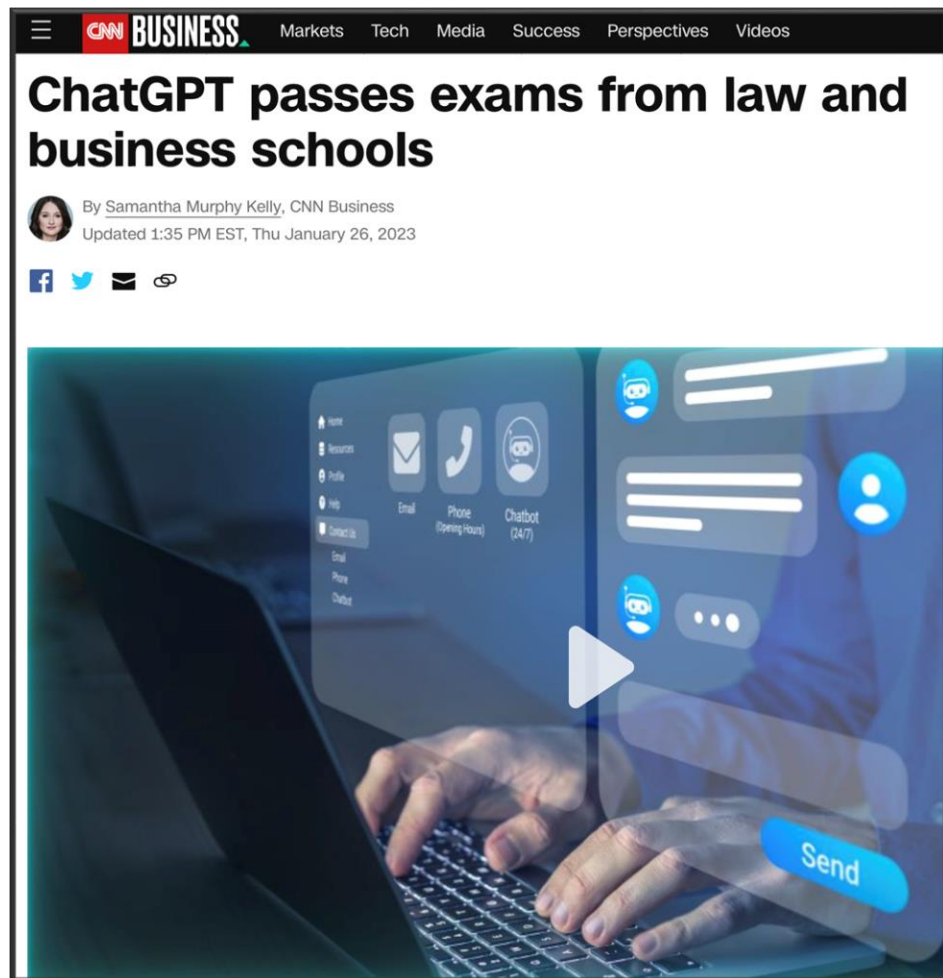 CNN BUSINESS Markets Tech Media Success Perspectives Videos
ChatGPT passes exams from law and
business schools
By Samantha Murphy Kelly, CNN Business
Updated 1:35 PM EST, Thu January 26, 2023
Home
Resources
Profile
Help
Contact Us
Email
Phone
Chatbot
Email
Phone
(Opening Hours)
Chatbot
(24/7)
Send